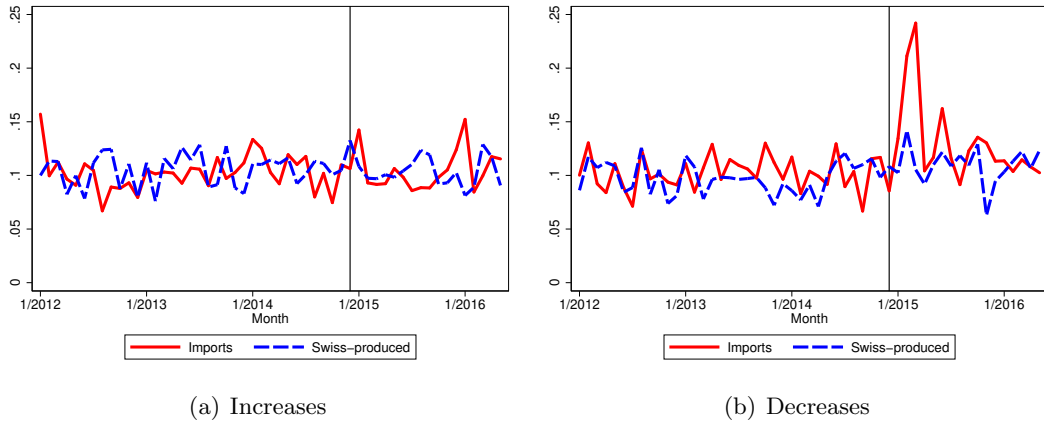 .25
.2
.15
.1
.05
0
1/2012 1/2013 1/2014 1/2015 1/2016
Month
Imports Swiss−produced
(a) Increases
.25
.2
.15
.1
.05
0
1/2012 1/2013 1/2014 1/2015 1/2016
Month
Imports Swiss−produced
(b) Decreases